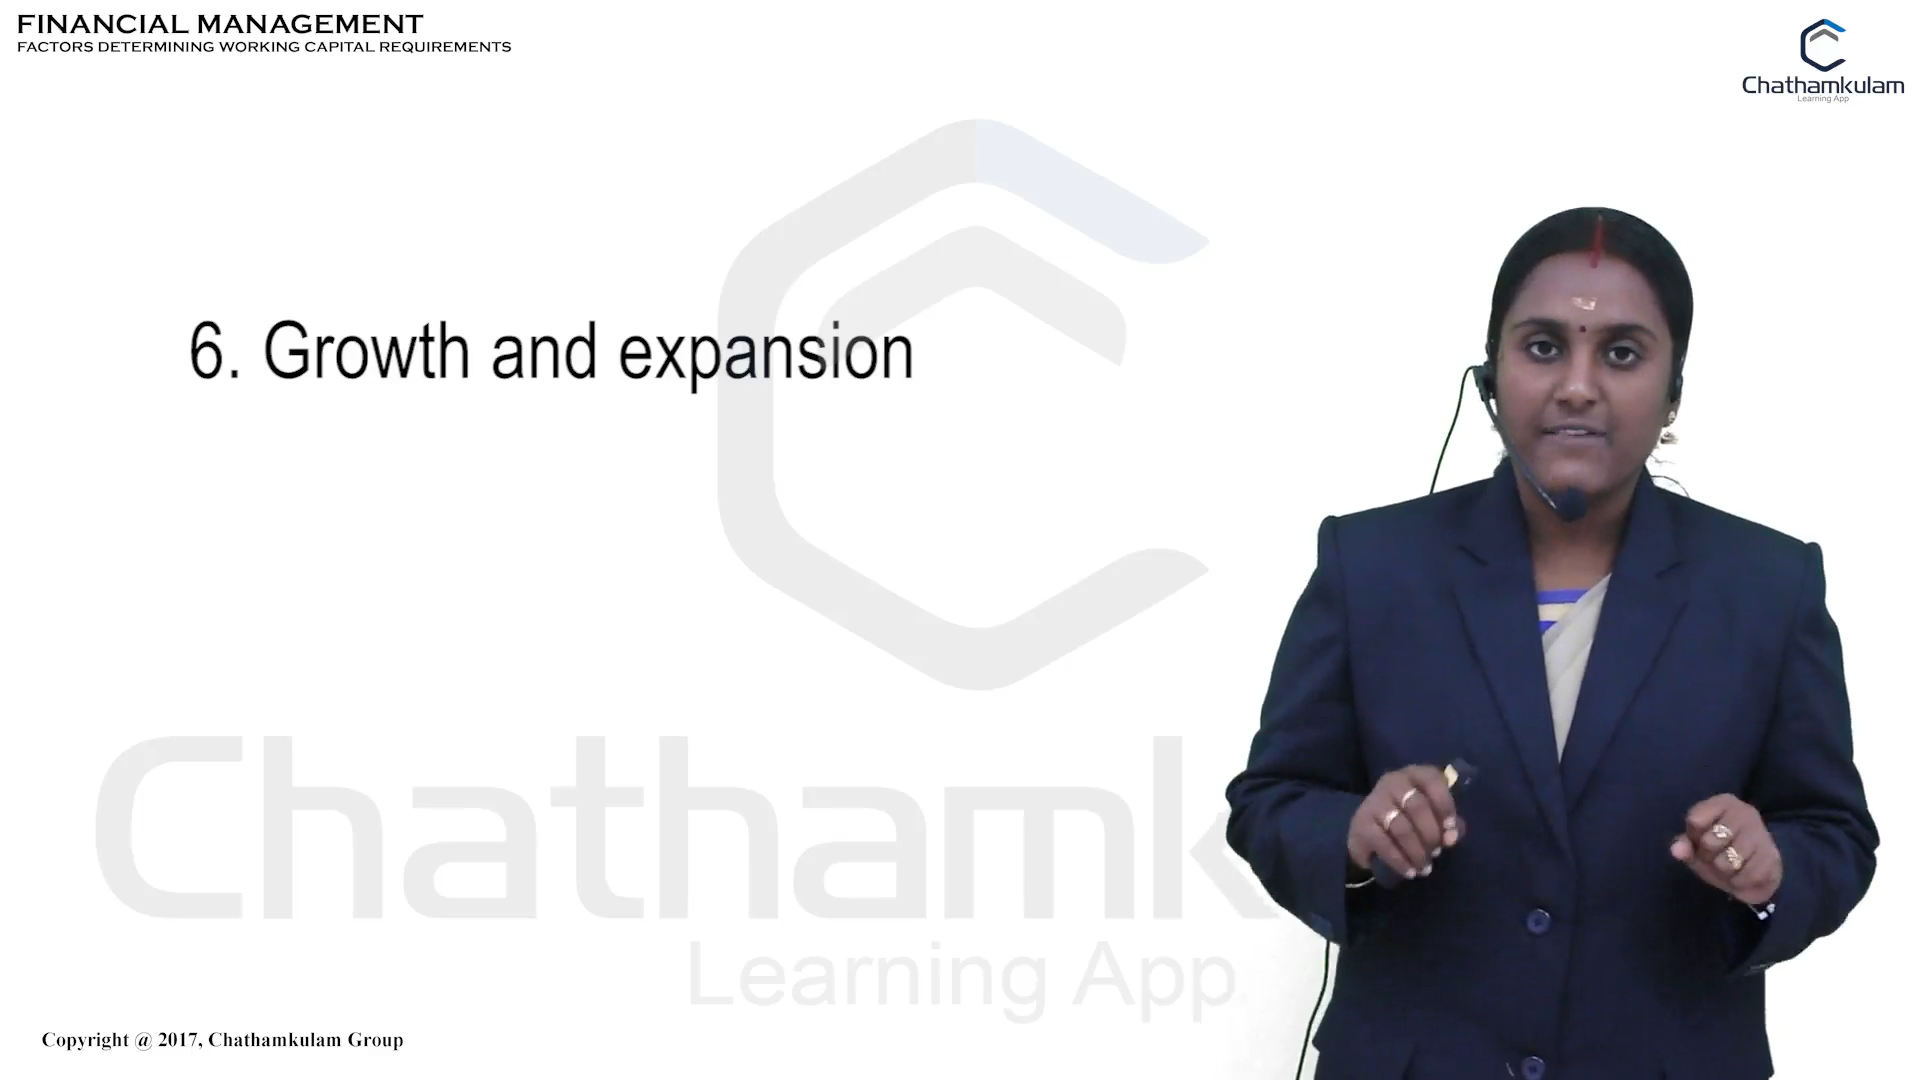 FINANCIAL MANAGEMENT
FACTORS DETERMINING WORKING CAPITAL REQUIREMENTS
Chathamkulam
Learning App
6. Growth and expansion
Chathamk
Learning App
Copyright @ 2017, Chathamkulam Group